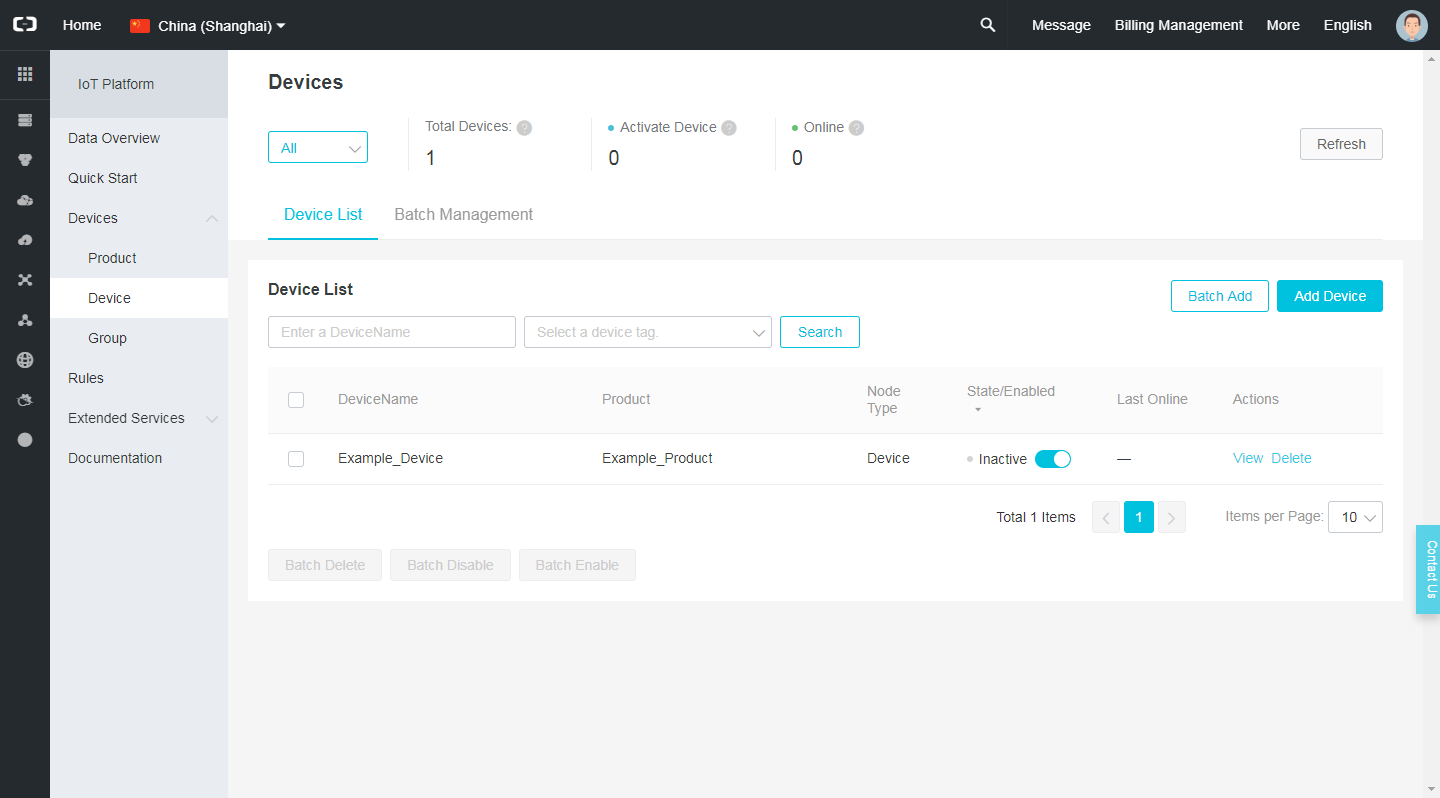 Home
China (Shanghai)
Message
Billing Management
More
English
IoT Platform
Data Overview
Quick Start
Devices
Product
Device
Group
Rules
Extended Services
Documentation
Devices
All
Total Devices: ?
1
Activate Device ?
0
Online ?
0
Refresh
Device List
Batch Management
Device List
Batch Add
Add Device
Enter a DeviceName
Select a device tag.
Search
DeviceName
Product
Node
Type
State/Enabled
Last Online
Actions
Example_Device
Example_Product
Device
Inactive
—
View
Delete
Total 1 Items
1
Items per Page:
10
Batch Delete
Batch Disable
Batch Enable
Contact Us